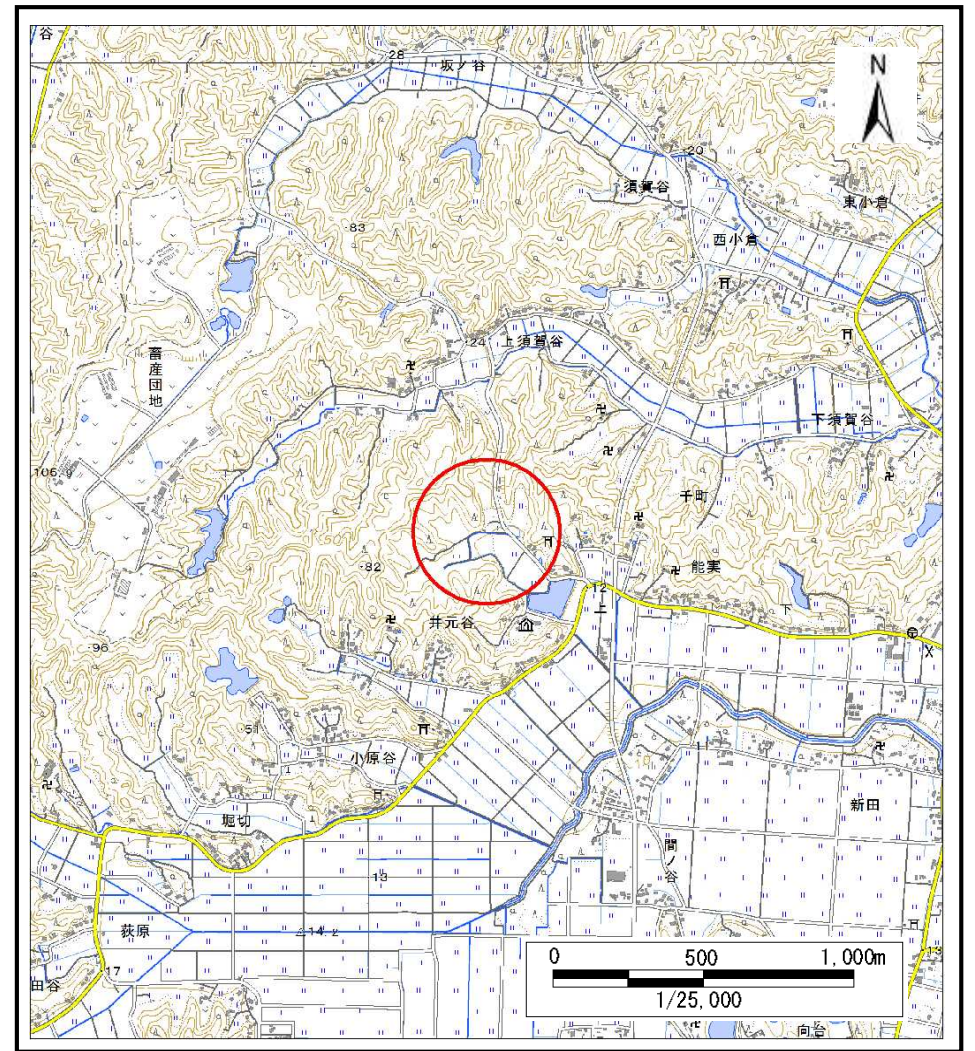 谷
28
坂ノ谷
N
20
須賀谷
東小倉
・83
西小倉
・24
上須賀谷
畜産団地
下須賀谷
千町
・82
能実
12
上
下
井元谷
・96
・51
小原谷
新田
堀切
間ノ谷
・13
荻原
14.2
13
17
田谷
0 500 1,000m
1/25,000
向台